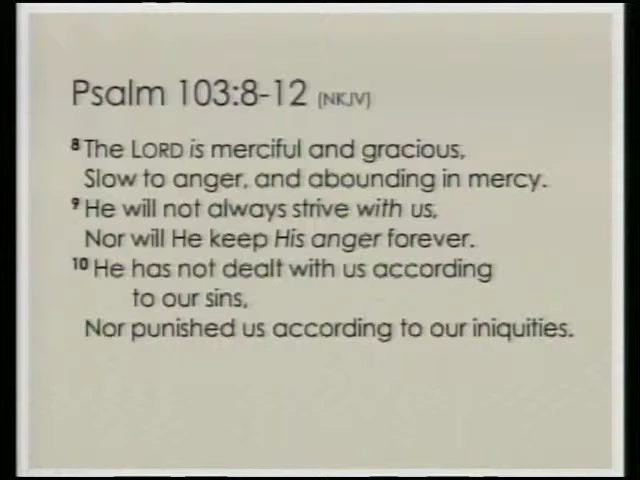 Psalm 103:8-12 (NKJV)
8 The LORD is merciful and gracious,
Slow to anger, and abounding in mercy.
9 He will not always strive with us,
Nor will He keep His anger forever.
10 He has not dealt with us according
to our sins,
Nor punished us according to our iniquities.